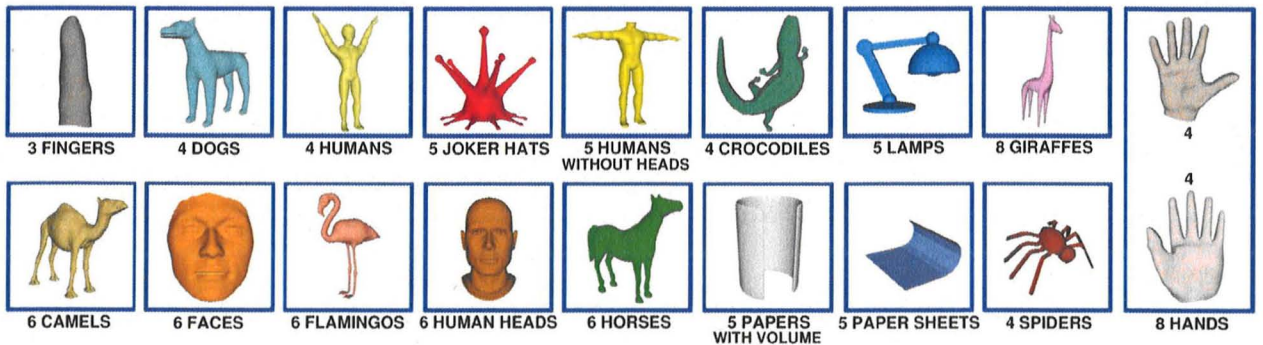 3 FINGERS
4 DOGS
4 HUMANS
5 JOKER HATS
5 HUMANS
WITHOUT HEADS
4 CROCODILES
5 LAMPS
8 GIRAFFES
4
4
6 CAMELS
6 FACES
6 FLAMINGOS
6 HUMAN HEADS
6 HORSES
5 PAPERS
WITH VOLUME
5 PAPER SHEETS
4 SPIDERS
8 HANDS